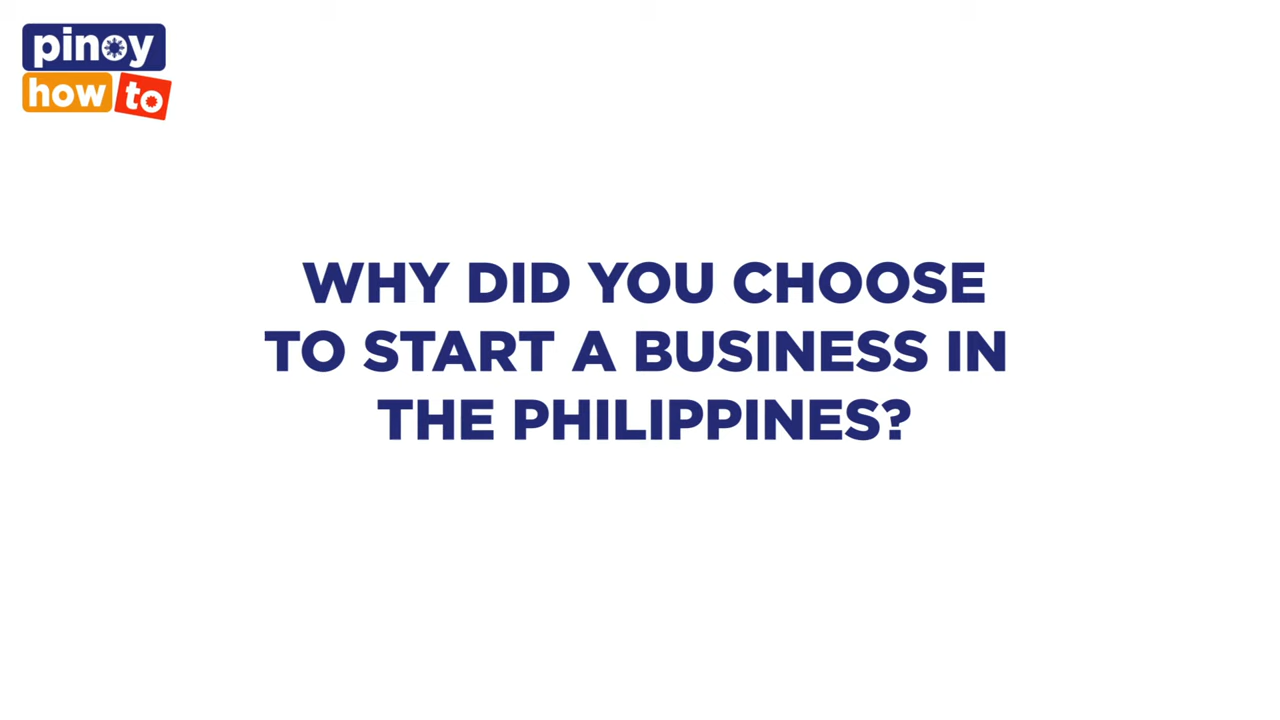 pinoy
how to
WHY DID YOU CHOOSE
TO START A BUSINESS IN
THE PHILIPPINES?